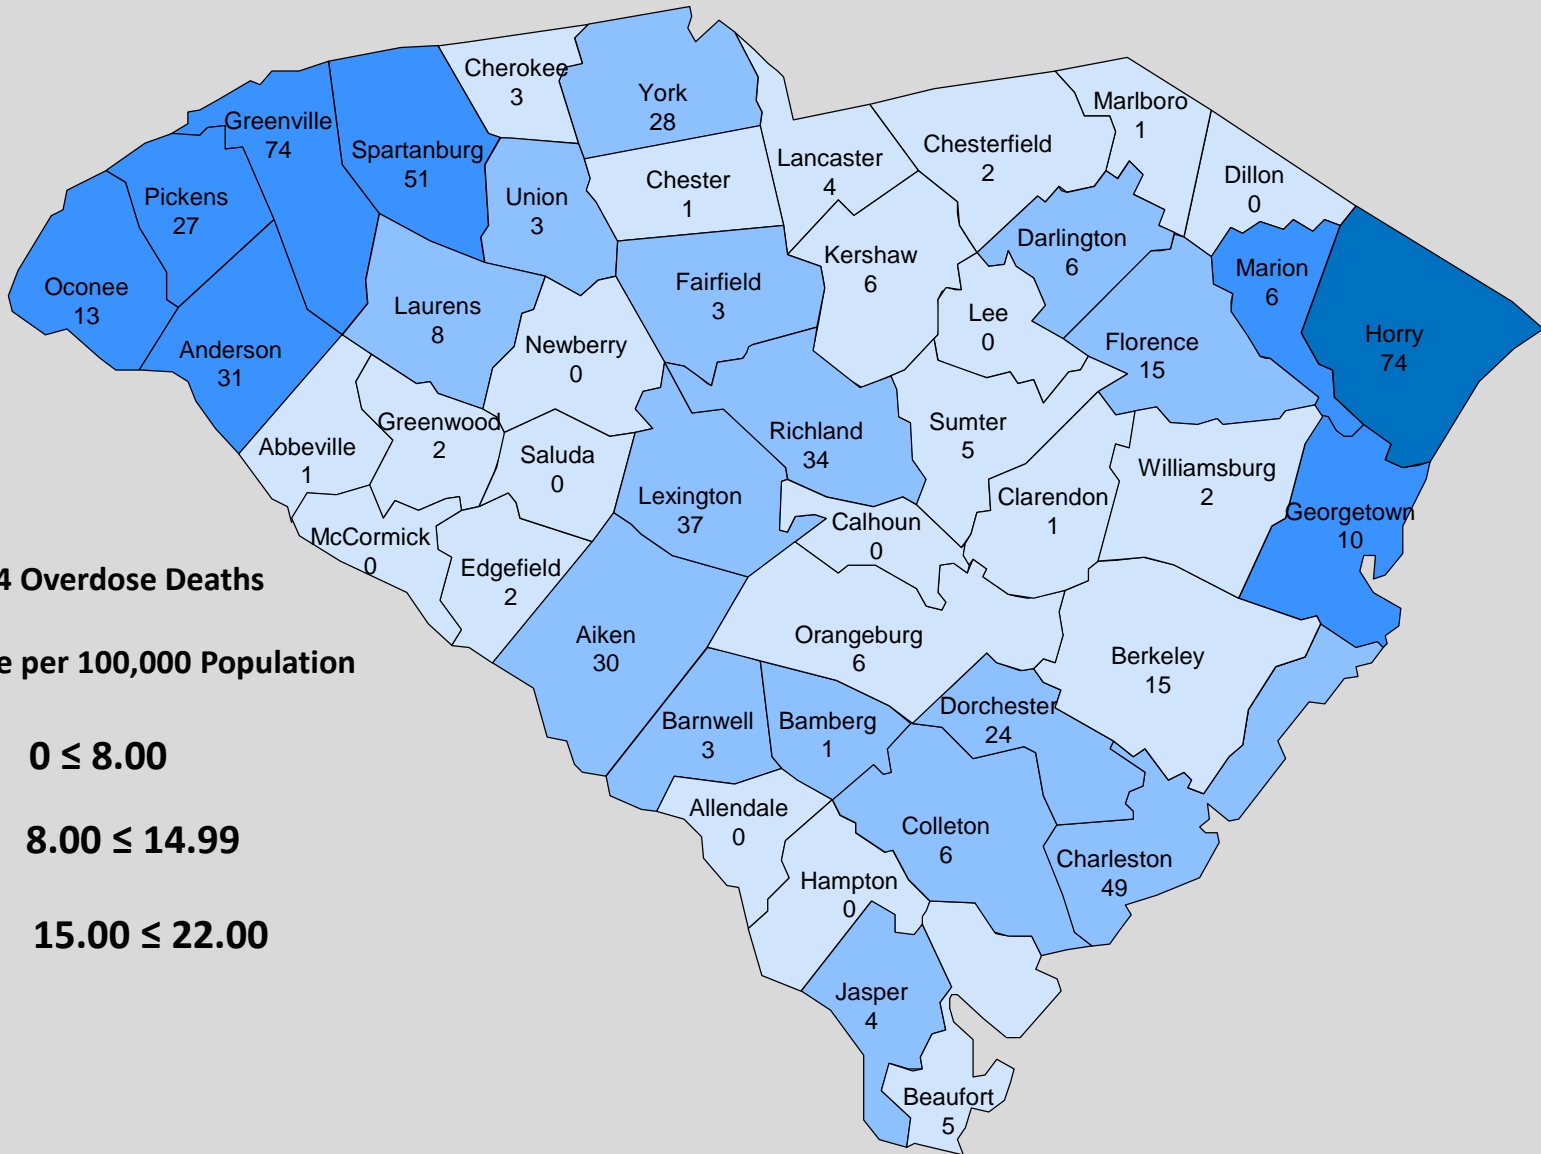 Cherokee
3
York
28
Marlboro
1
Greenville
74
Spartanburg
51
Chesterfield
2
Lancaster
4
Chester
1
Dillon
0
Pickens
27
Union
3
Darlington
6
Kershaw
6
Marion
6
Oconee
13
Fairfield
3
Laurens
8
Lee
0
Horry
74
Anderson
31
Newberry
0
Florence
15
Greenwood
2
Abbeville
1
Saluda
0
Richland
34
Sumter
5
Williamsburg
2
Lexington
37
Clarendon
1
Georgetown
10
Calhoun
0
McCormick
0
Edgefield
2
4 Overdose Deaths
e per 100,000 Population
Aiken
30
Orangeburg
6
Berkeley
15
Barnwell
3
Bamberg
1
Dorchester
24
0 ≤ 8.00
Allendale
0
Colleton
6
8.00 ≤ 14.99
Charleston
49
Hampton
0
15.00 ≤ 22.00
Jasper
4
Beaufort
5